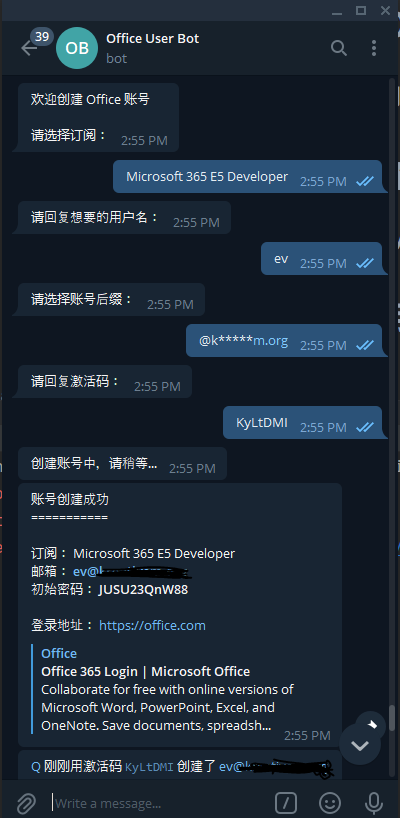 39
OB
Office User Bot
bot
欢迎创建 Office 账号
请选择订阅：
2:55 PM
Microsoft 365 E5 Developer
2:55 PM
请回复想要的用户名：
2:55 PM
ev
2:55 PM
请选择账号后缀：
2:55 PM
@k*****m.org
2:55 PM
请回复激活码：
2:55 PM
KyLtDMI
2:55 PM
创建账号中，请稍等...
2:55 PM
账号创建成功
===========
订阅： Microsoft 365 E5 Developer
邮箱： ev@
初始密码： JUSU23QnW88
登录地址： https://office.com
Office
Office 365 Login | Microsoft Office
Collaborate for free with online versions of
Microsoft Word, PowerPoint, Excel, and
OneNote. Save documents, spreadsh...
2:55 PM
Q 刚刚用激活码 KyLtDMI 创建了 ev@
Write a message...